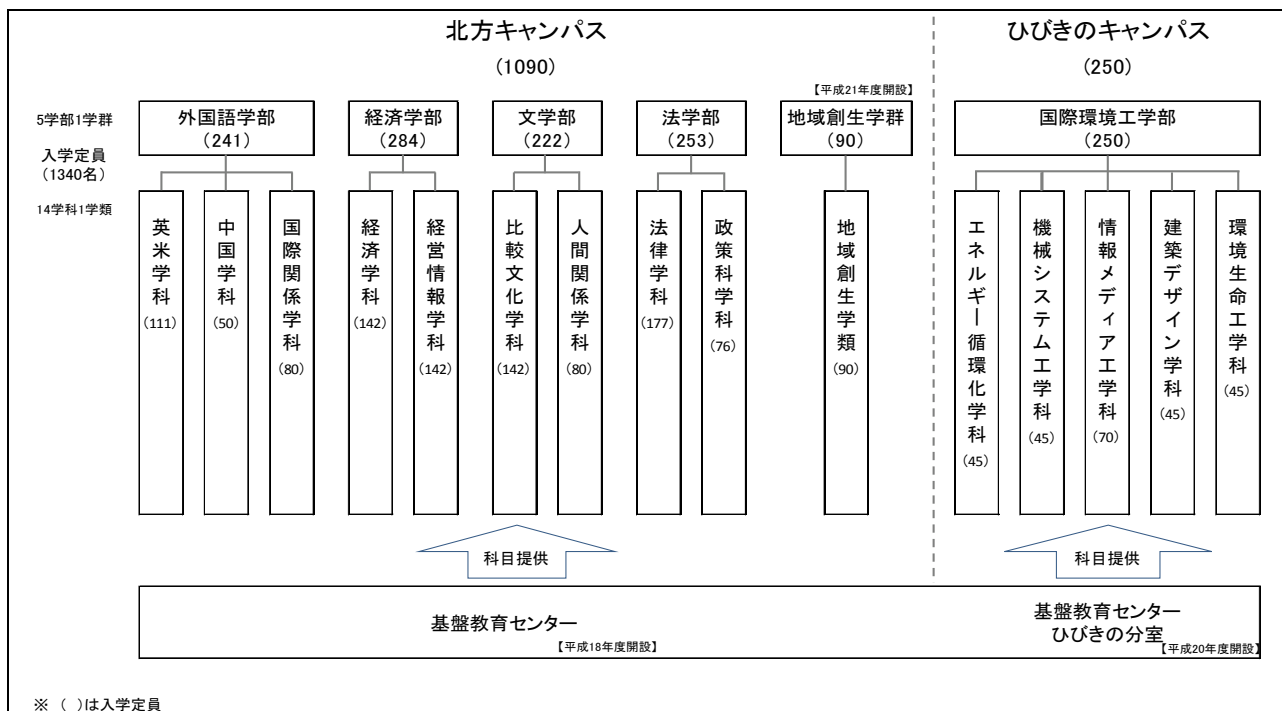 北方キャンパス
(1090)
ひびきのキャンパス
(250)
【平成21年度開設】
5学部1学群
入学定員
(1340名)
14学科1学類
外国語学部
(241)
経済学部
(284)
文学部
(222)
法学部
(253)
地域創生学群
(90)
国際環境工学部
(250)
英米学科
(111)
中国学科
(50)
国際関係学科
(80)
経済学科
(142)
経営情報学科
(142)
比較文化学科
(142)
人間関係学科
(80)
法律学科
(177)
政策科学科
(76)
地域創生学類
(90)
エネルギー循環化学科
(45)
機械システム工学科
(45)
情報メディア工学科
(70)
建築デザイン学科
(45)
環境生命工学科
(45)
科目提供
科目提供
基盤教育センター
【平成18年度開設】
基盤教育センター
ひびきの分室
【平成20年度開設】
※ ( )は入学定員